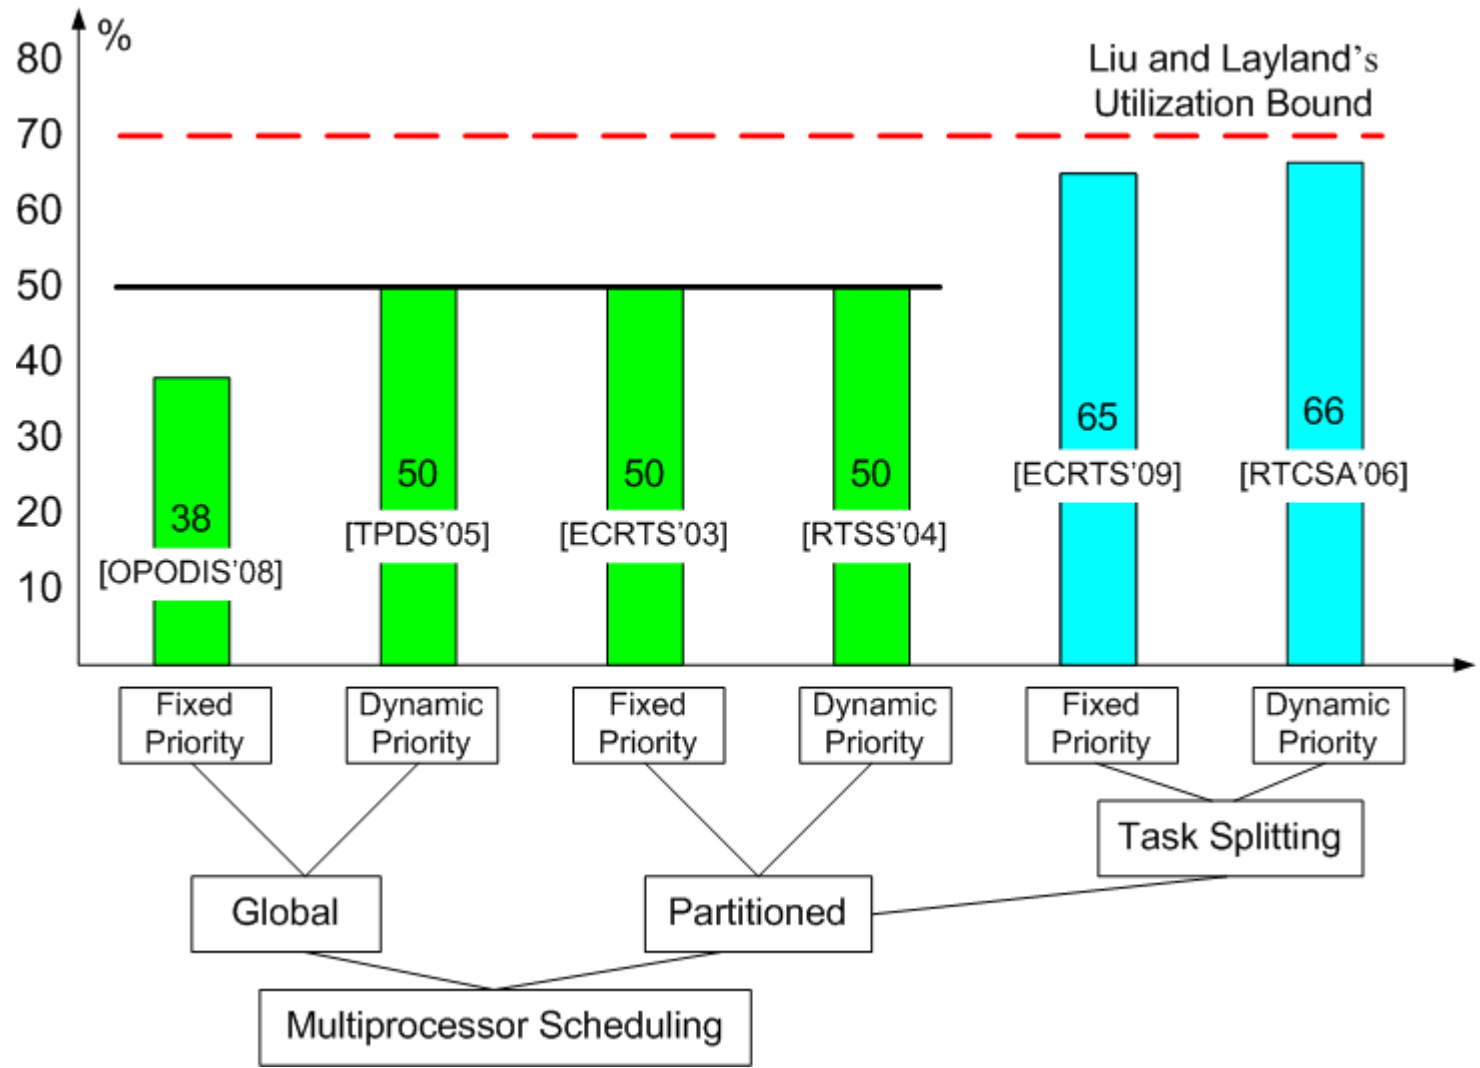 %
80
70
60
50
40
30
20
10
Liu and Layland's
Utilization Bound
38
[OPODIS'08]
50
[TPDS'05]
50
[ECRTS'03]
50
[RTSS'04]
65
[ECRTS'09]
66
[RTCSA'06]
Fixed
Priority
Dynamic
Priority
Fixed
Priority
Dynamic
Priority
Fixed
Priority
Dynamic
Priority
Task Splitting
Global
Partitioned
Multiprocessor Scheduling